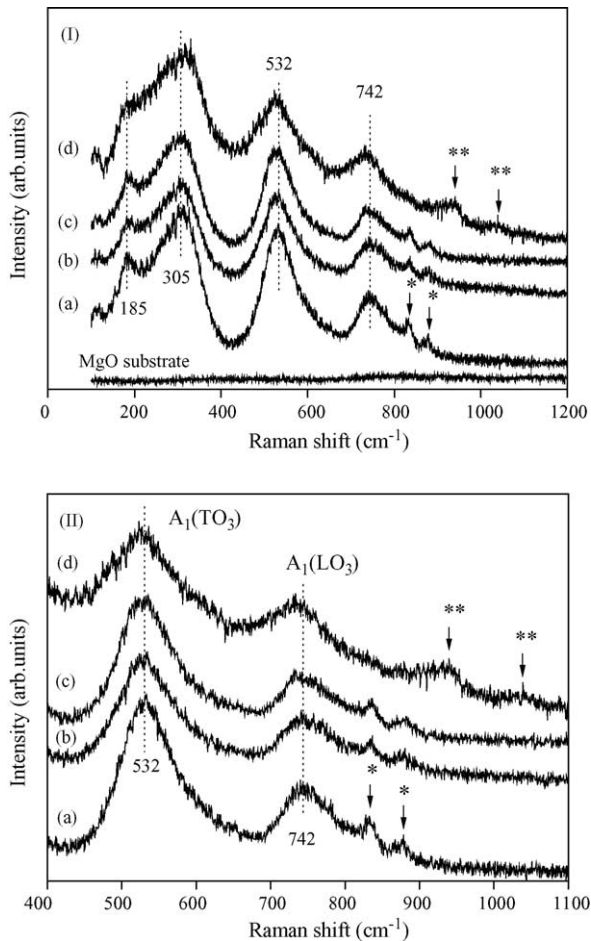 (I)
532
742
(d)
**
**
(c)
(b)
(a)
185
305
*
*
MgO substrate
Intensity (arb.units)
0 200 400 600 800 1000 1200
Raman shift (cm⁻¹)
(II)
A₁(TO₃)
A₁(LO₃)
(d)
**
**
(c)
(b)
532
742
(a)
*
*
Intensity (arb.units)
400 500 600 700 800 900 1000 1100
Raman shift (cm⁻¹)